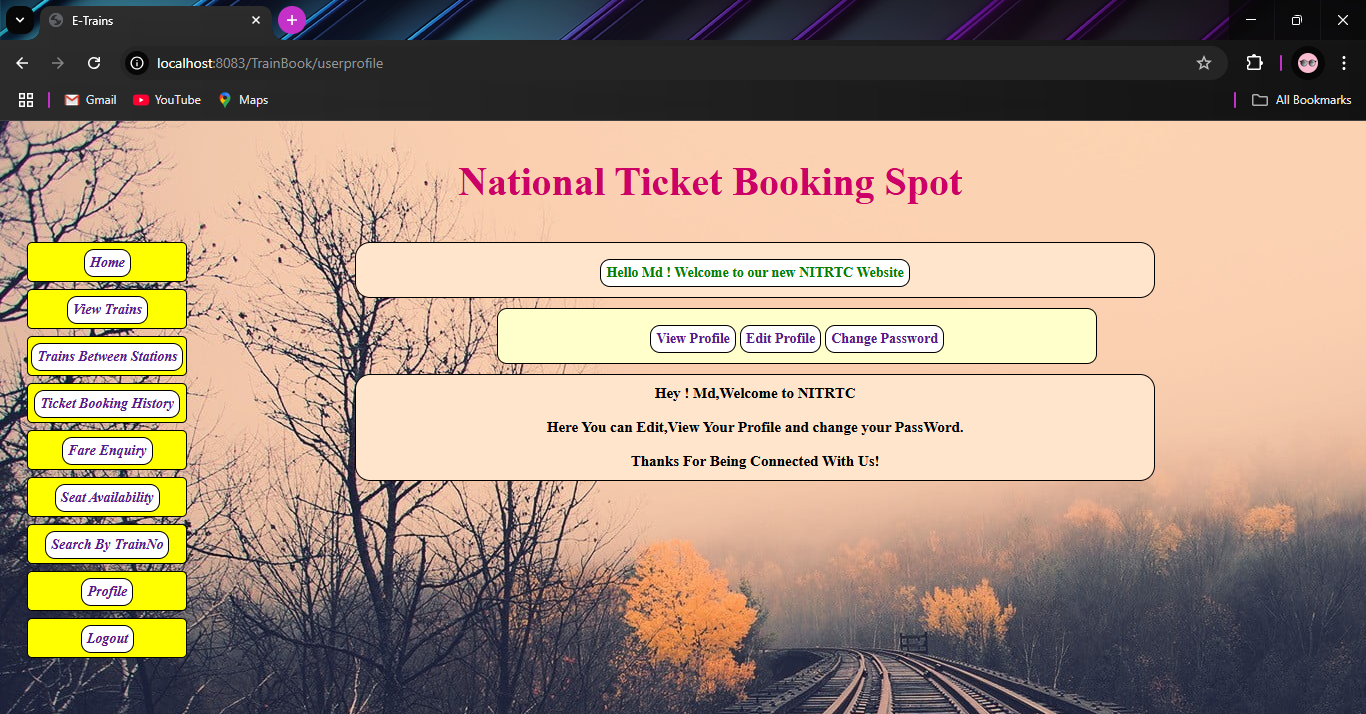 E-Trains
localhost:8083/TrainBook/userprofile
Gmail YouTube Maps All Bookmarks
National Ticket Booking Spot
Home
View Trains
Trains Between Stations
Ticket Booking History
Fare Enquiry
Seat Availability
Search By TrainNo
Profile
Logout
Hello Md ! Welcome to our new NITRTC Website
View Profile Edit Profile Change Password
Hey ! Md,Welcome to NITRTC
Here You can Edit,View Your Profile and change your PassWord.
Thanks For Being Connected With Us!